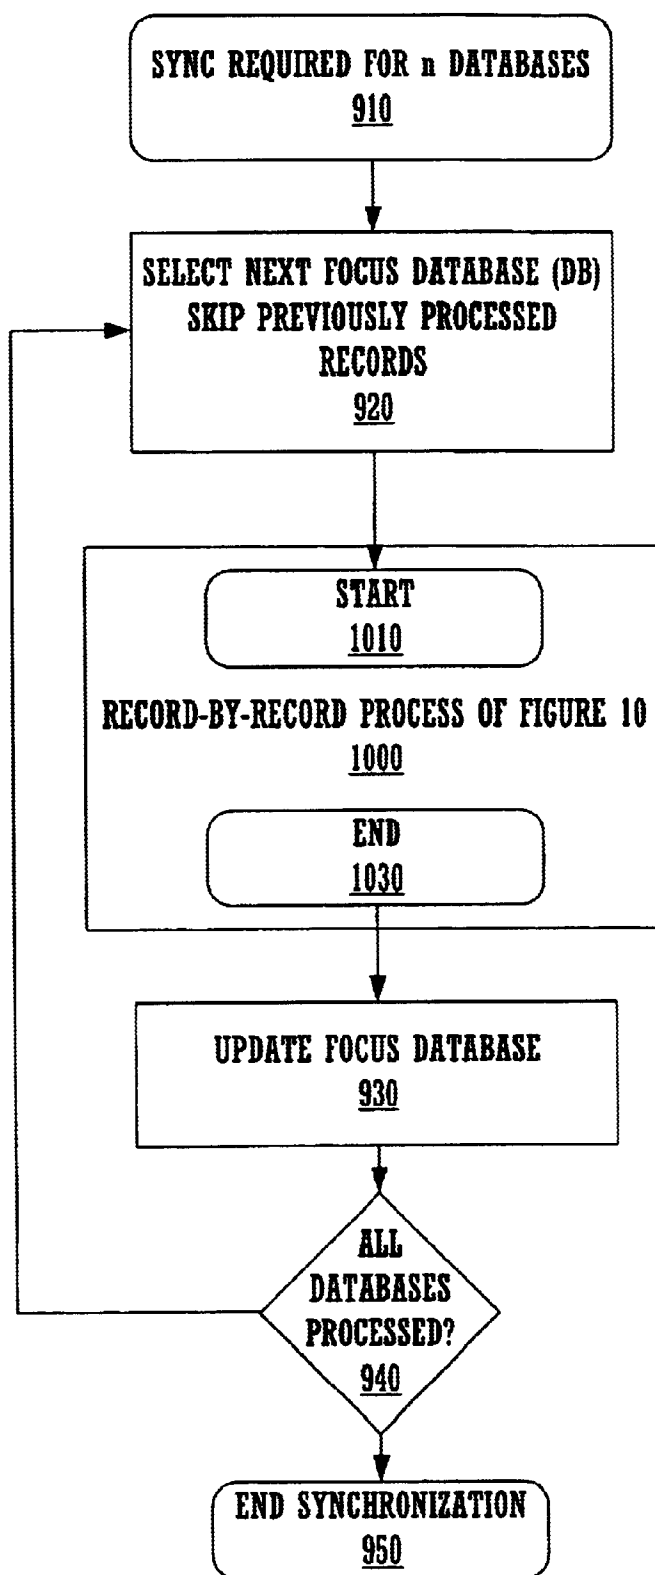 SYNC REQUIRED FOR n DATABASES
910
SELECT NEXT FOCUS DATABASE (DB)
SKIP PREVIOUSLY PROCESSED
RECORDS
920
START
1010
RECORD-BY-RECORD PROCESS OF FIGURE 10
1000
END
1030
UPDATE FOCUS DATABASE
930
ALL
DATABASES
PROCESSED?
940
END SYNCHRONIZATION
950